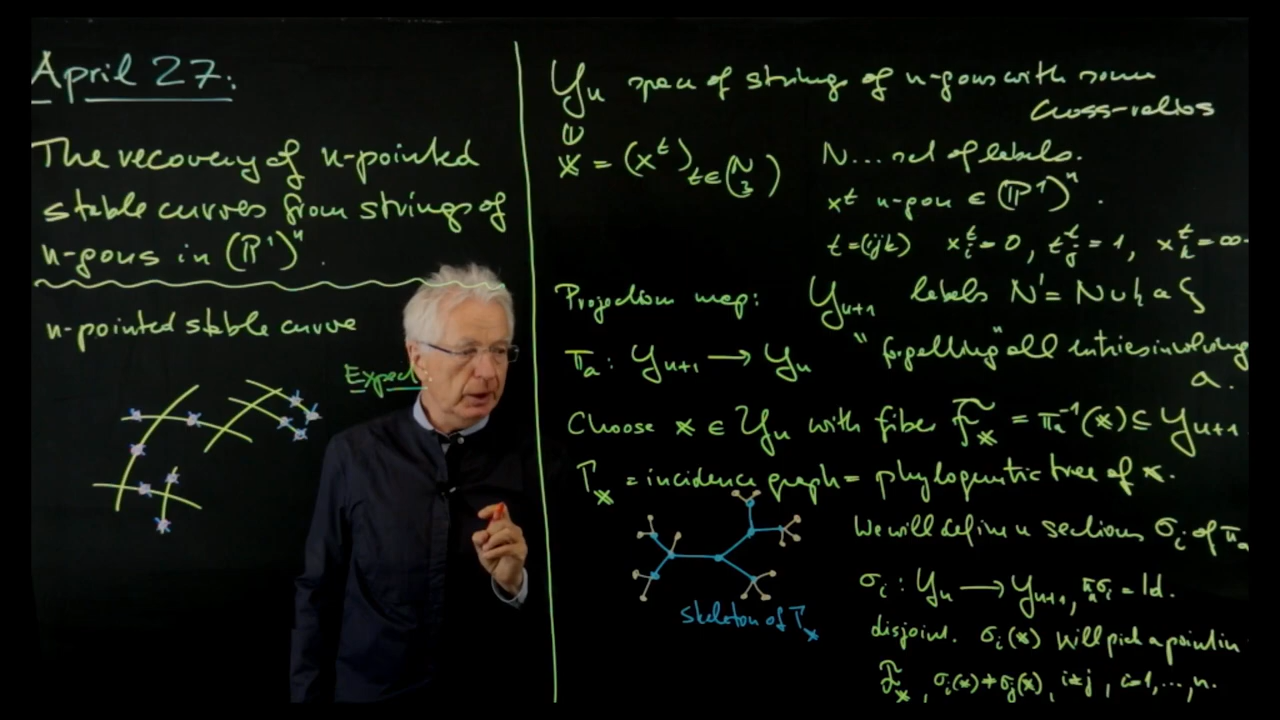 April 27:
The recovery of n-pointed
stable curves from strings of
n-gons in (P¹)ⁿ.
n-pointed stable curve
Expec
Yₙ space of strings of n-gons with some
cross-ratios
x = (xᵗ)_{t∈(N 3)} N... set of labels.
xᵗ n-gon ∈ (P¹)ⁿ.
t=(ijk) xᵗᵢ=0, tᵗⱼ=1, xᵗₖ=∞.
Projection map: Yₙ₊₁ labels N'= N∪{a}
πₐ: Yₙ₊₁ → Yₙ "forgetting" all entries involving
a.
Choose x ∈ Yₙ with fiber F̃ₓ = πₐ⁻¹(x) ⊆ Yₙ₊₁.
Tₓ = incidence graph = phylogenetic tree of x.
We will define n sections σᵢ of πₐ
σᵢ: Yₙ → Yₙ₊₁, πₐσᵢ = Id.
skeleton of Tₓ
disjoint. σᵢ(x) will pick a point in
F̃ₓ, σᵢ(x)≠σⱼ(x), i≠j, i=1,...,n.